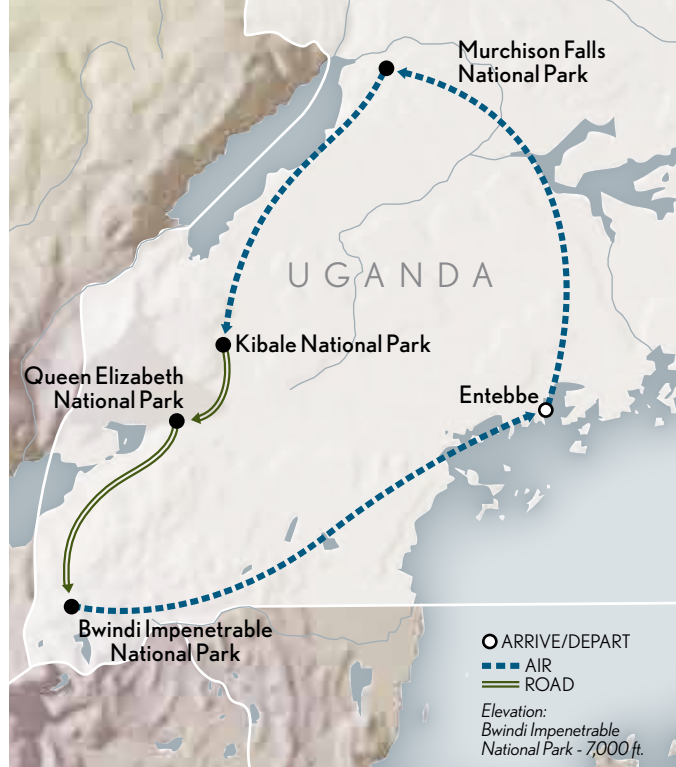 Murchison Falls
National Park
UGANDA
Kibale National Park
Queen Elizabeth
National Park
Entebbe
Bwindi Impenetrable
National Park
ARRIVE/DEPART
AIR
ROAD
Elevation:
Bwindi Impenetrable
National Park - 7,000 ft.